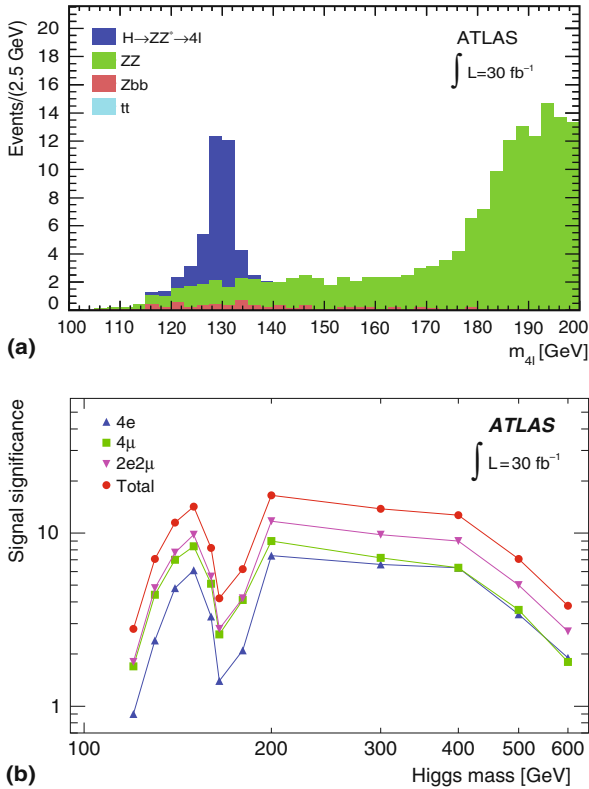 Events/(2.5 GeV)
20
18
16
14
12
10
8
6
4
2
0
H→ZZ*→4l
ZZ
Zbb
tt
ATLAS
∫ L=30 fb⁻¹
100 110 120 130 140 150 160 170 180 190 200
(a)
m4l [GeV]
Signal significance
10
1
4e
4μ
2e2μ
Total
ATLAS
∫ L=30 fb⁻¹
100 200 300 400 500 600
(b)
Higgs mass [GeV]